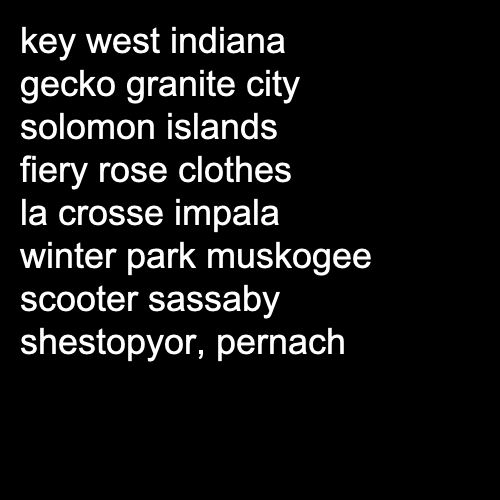 key west indiana
gecko granite city
solomon islands
fiery rose clothes
la crosse impala
winter park muskogee
scooter sassaby
shestopyor, pernach